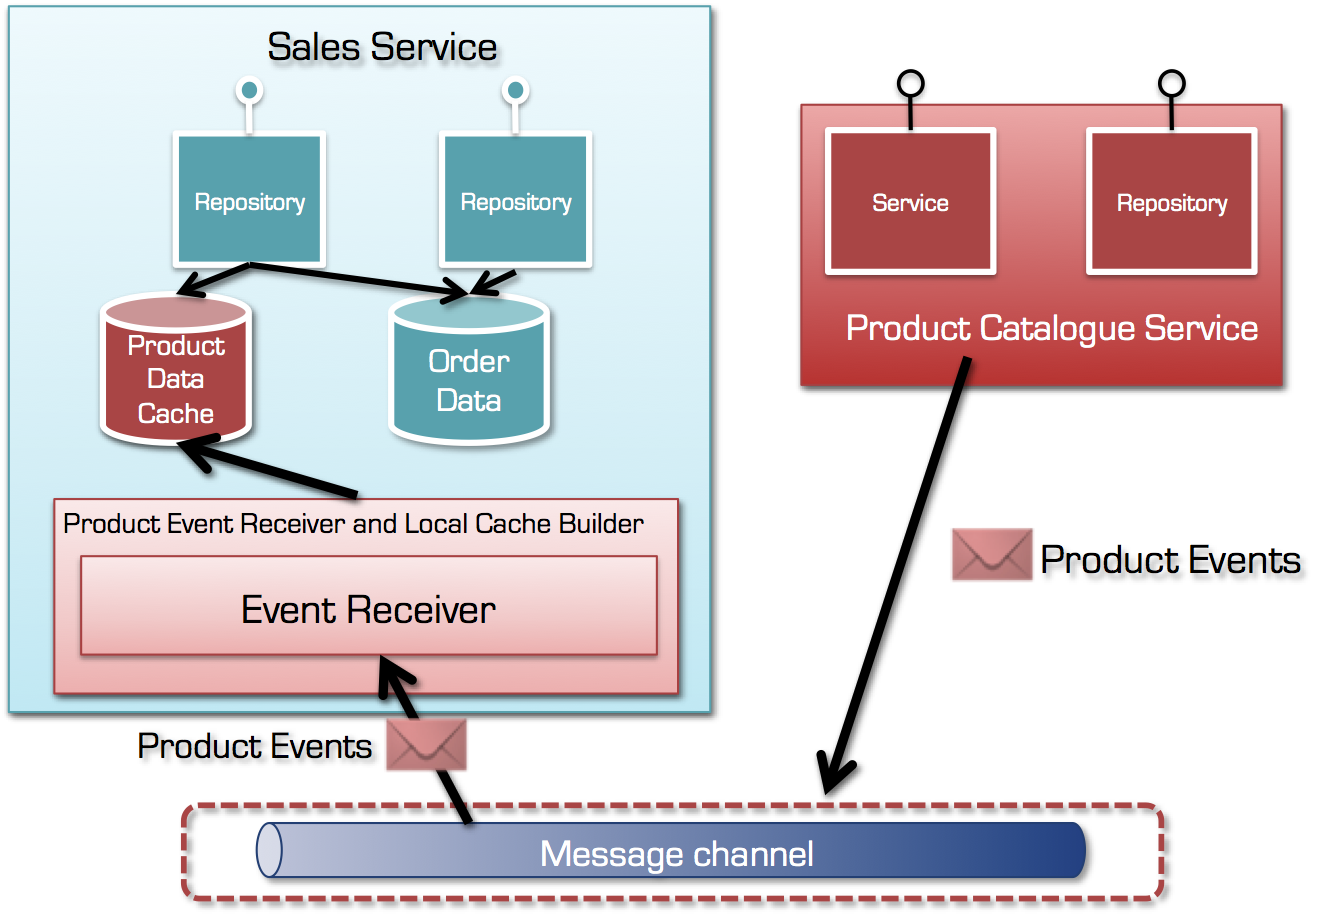 Sales Service
Repository
Repository
Product
Data
Cache
Order
Data
Product Event Receiver and Local Cache Builder
Event Receiver
Product Events
Service
Repository
Product Catalogue Service
Product Events
Message channel